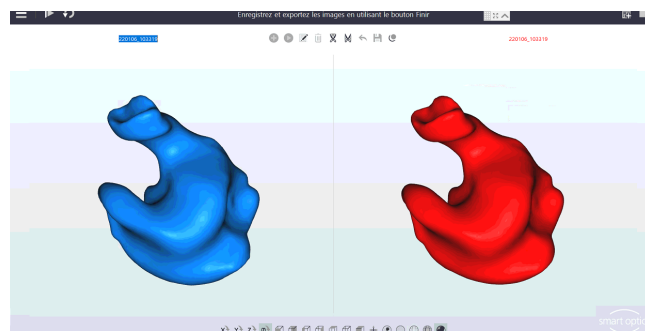 Enregistrez et exportez les images en utilisant le bouton Finir
220106_103319
220106_103319
smart optic